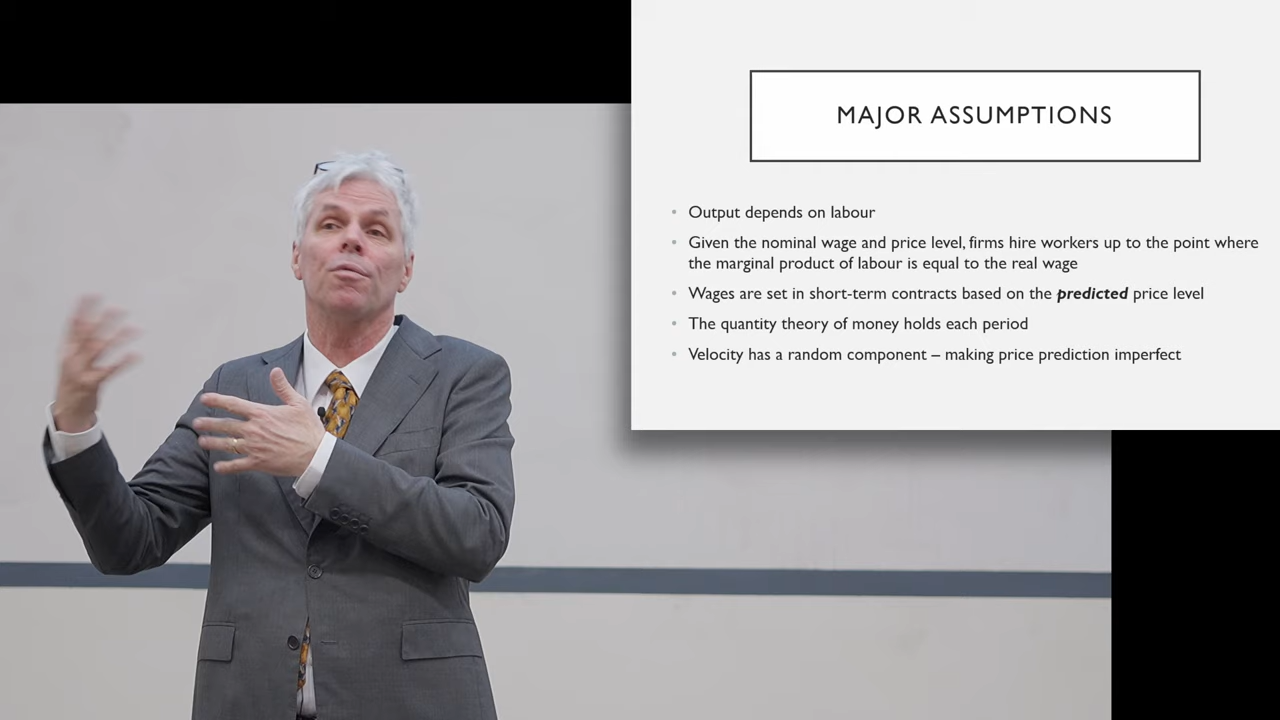 MAJOR ASSUMPTIONS
Output depends on labour
Given the nominal wage and price level, firms hire workers up to the point where
the marginal product of labour is equal to the real wage
Wages are set in short-term contracts based on the predicted price level
The quantity theory of money holds each period
Velocity has a random component – making price prediction imperfect